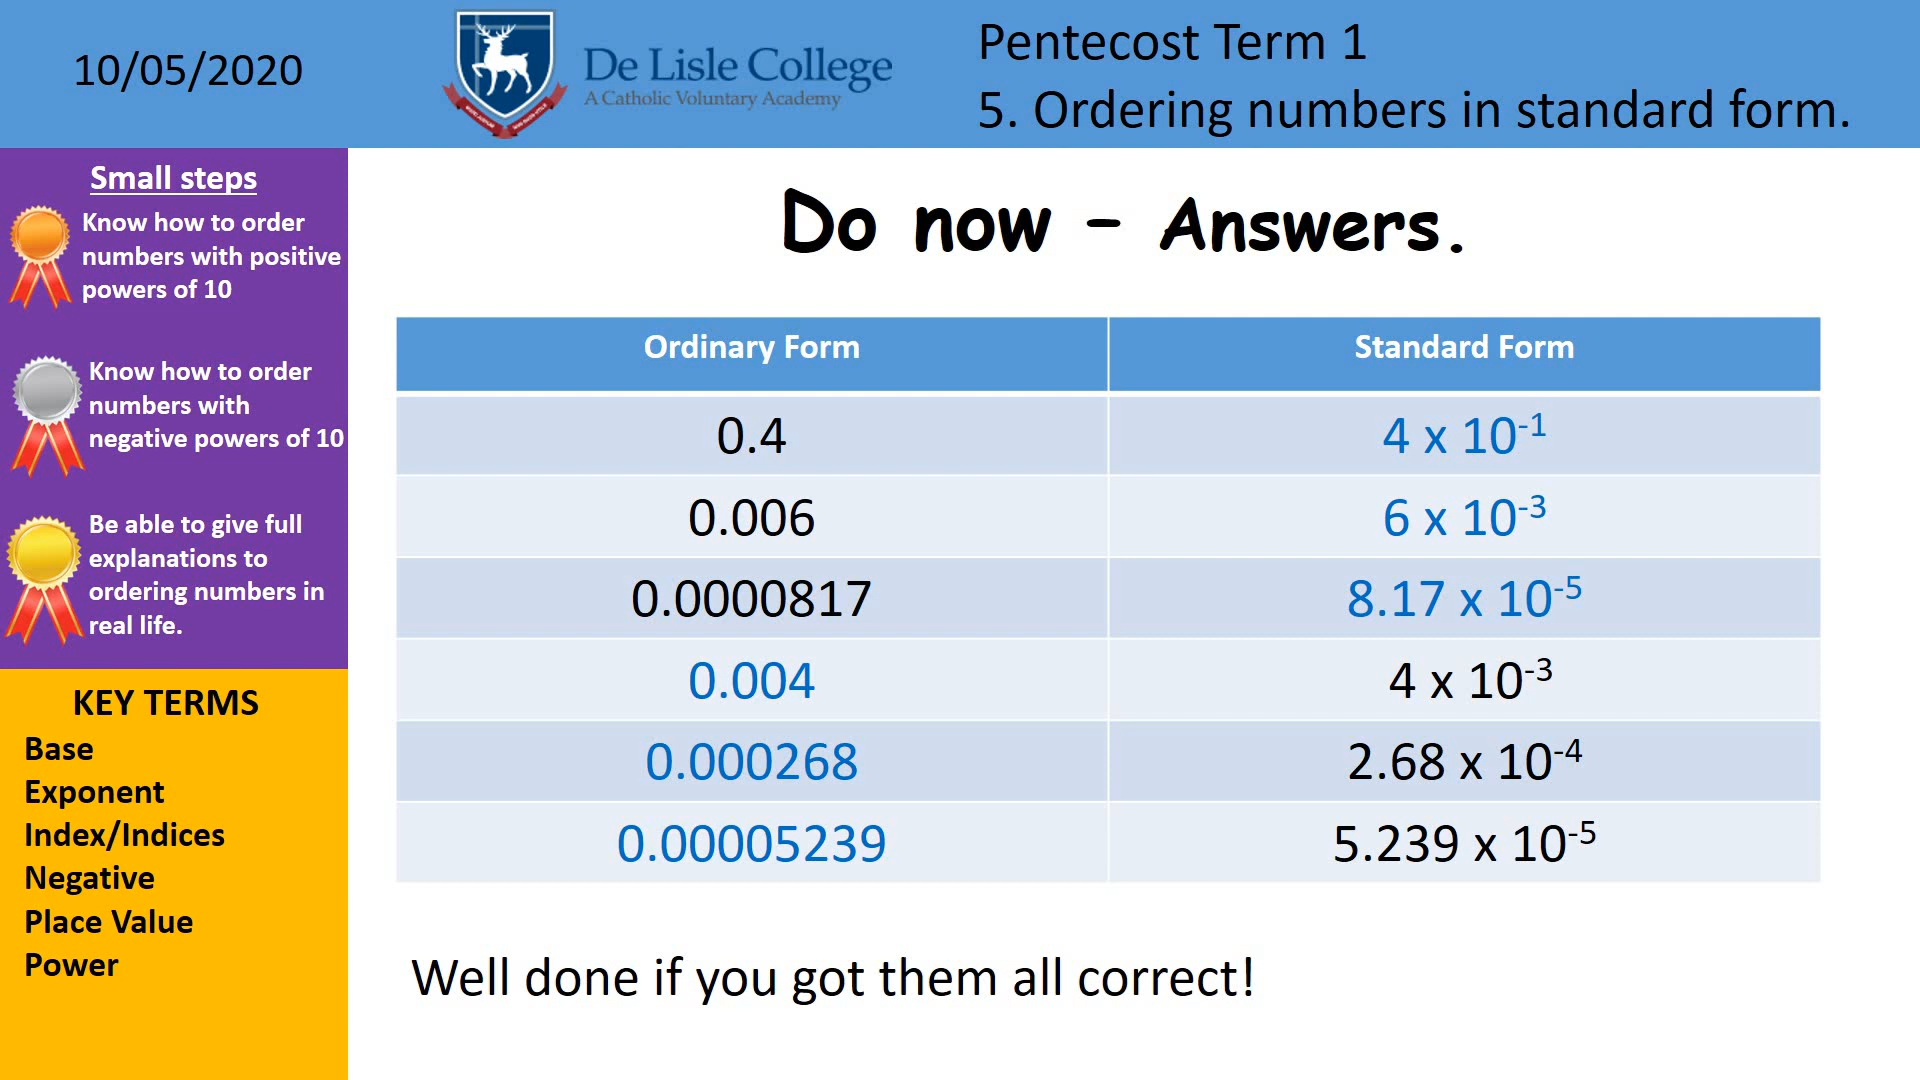 10/05/2020
De Lisle College
A Catholic Voluntary Academy
Pentecost Term 1
5. Ordering numbers in standard form.
Small steps
Know how to order
numbers with positive
powers of 10
Know how to order
numbers with
negative powers of 10
Be able to give full
explanations to
ordering numbers in
real life.
KEY TERMS
Base
Exponent
Index/Indices
Negative
Place Value
Power
Do now – Answers.
Ordinary Form Standard Form
0.4 4 x 10⁻¹
0.006 6 x 10⁻³
0.0000817 8.17 x 10⁻⁵
0.004 4 x 10⁻³
0.000268 2.68 x 10⁻⁴
0.00005239 5.239 x 10⁻⁵
Well done if you got them all correct!